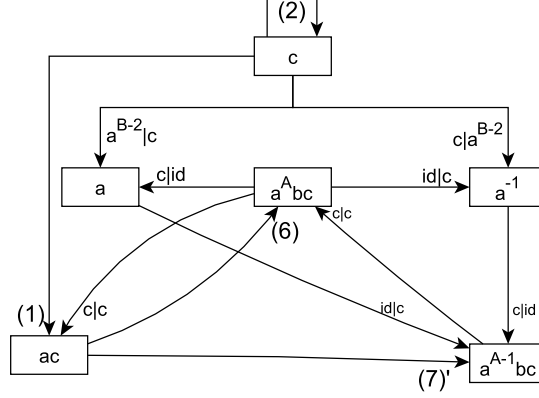 (2)
c
a^{B-2}|c
c|a^{B-2}
c|id
id|c
a
a^{A}bc
a^{-1}
(6)
c|c
c|c
id|c
c|id
(1)
ac
(7)'
a^{A-1}bc